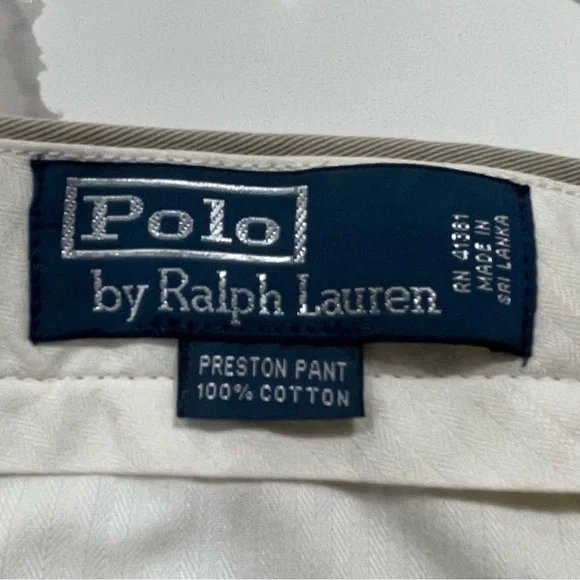 Polo
by Ralph Lauren
RN 41381
MADE IN
SRI LANKA
PRESTON PANT
100% COTTON